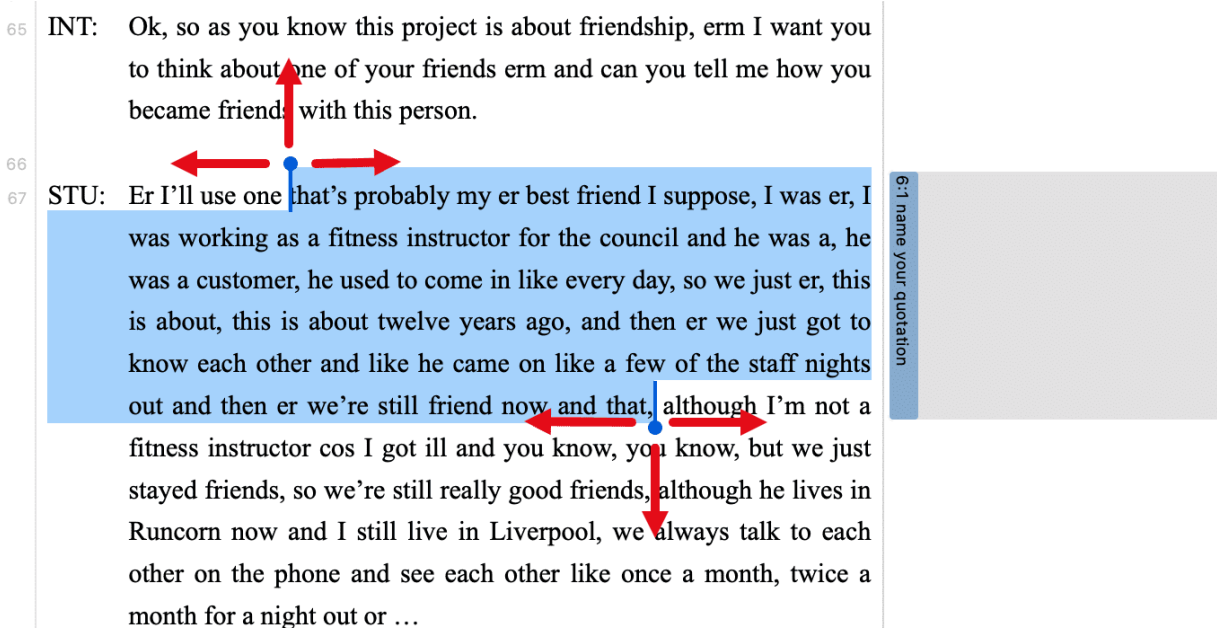 65 INT: Ok, so as you know this project is about friendship, erm I want you
to think about one of your friends erm and can you tell me how you
became friends with this person.
66
67 STU: Er I’ll use one that’s probably my er best friend I suppose, I was er, I
was working as a fitness instructor for the council and he was a, he
was a customer, he used to come in like every day, so we just er, this
is about, this is about twelve years ago, and then er we just got to
know each other and like he came on like a few of the staff nights
out and then er we’re still friend now and that, although I’m not a
fitness instructor cos I got ill and you know, you know, but we just
stayed friends, so we’re still really good friends, although he lives in
Runcorn now and I still live in Liverpool, we always talk to each
other on the phone and see each other like once a month, twice a
month for a night out or …
6:1 name your quotation